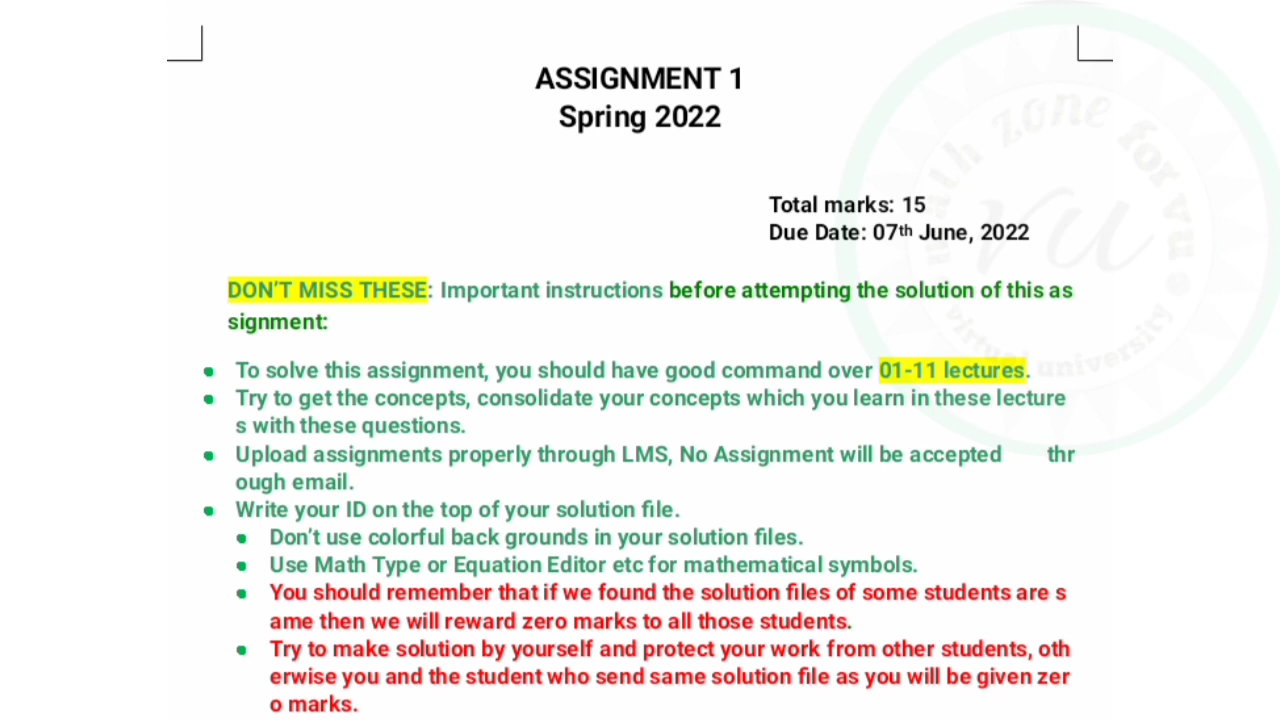 ASSIGNMENT 1
Spring 2022
Total marks: 15
Due Date: 07th June, 2022
DON'T MISS THESE: Important instructions before attempting the solution of this as
signment:
• To solve this assignment, you should have good command over 01-11 lectures.
• Try to get the concepts, consolidate your concepts which you learn in these lecture
s with these questions.
• Upload assignments properly through LMS, No Assignment will be accepted thr
ough email.
• Write your ID on the top of your solution file.
• Don't use colorful back grounds in your solution files.
• Use Math Type or Equation Editor etc for mathematical symbols.
• You should remember that if we found the solution files of some students are s
ame then we will reward zero marks to all those students.
• Try to make solution by yourself and protect your work from other students, oth
erwise you and the student who send same solution file as you will be given zer
o marks.
math zone for vu s
vu
virtual university